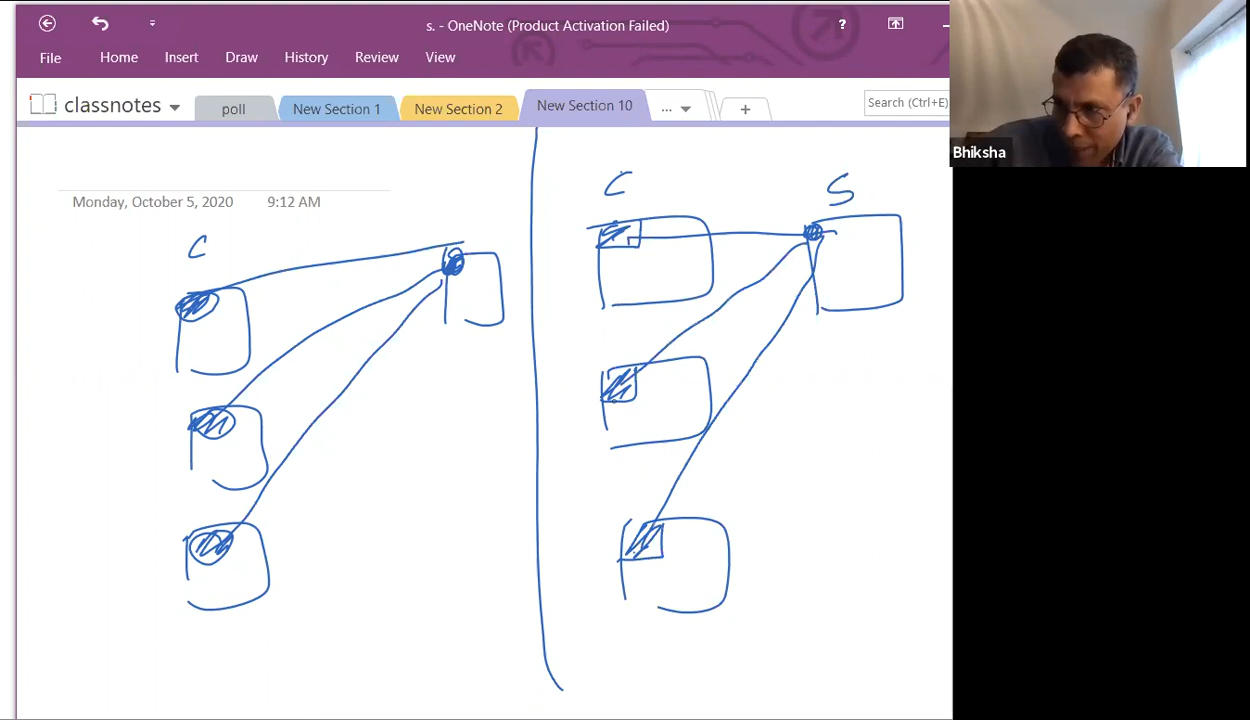 s. - OneNote (Product Activation Failed)
?
File Home Insert Draw History Review View
classnotes poll New Section 1 New Section 2 New Section 10 ... + Search (Ctrl+E)
Bhiksha
Monday, October 5, 2020 9:12 AM
C
C S